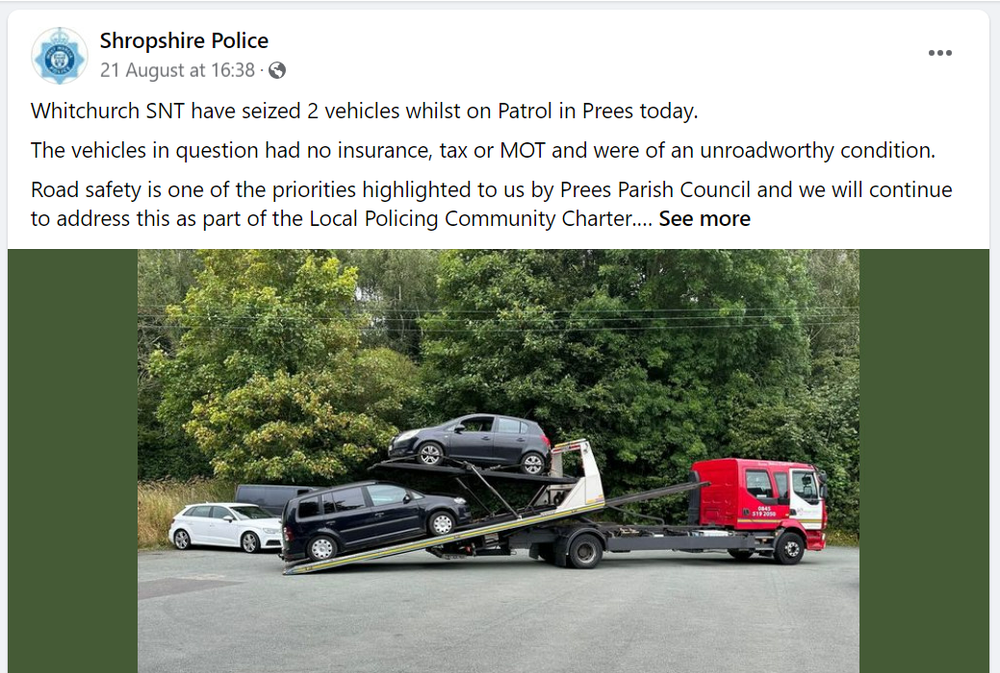 Shropshire Police
21 August at 16:38 ·
Whitchurch SNT have seized 2 vehicles whilst on Patrol in Prees today.
The vehicles in question had no insurance, tax or MOT and were of an unroadworthy condition.
Road safety is one of the priorities highlighted to us by Prees Parish Council and we will continue
to address this as part of the Local Policing Community Charter.... See more
0845
519 2050